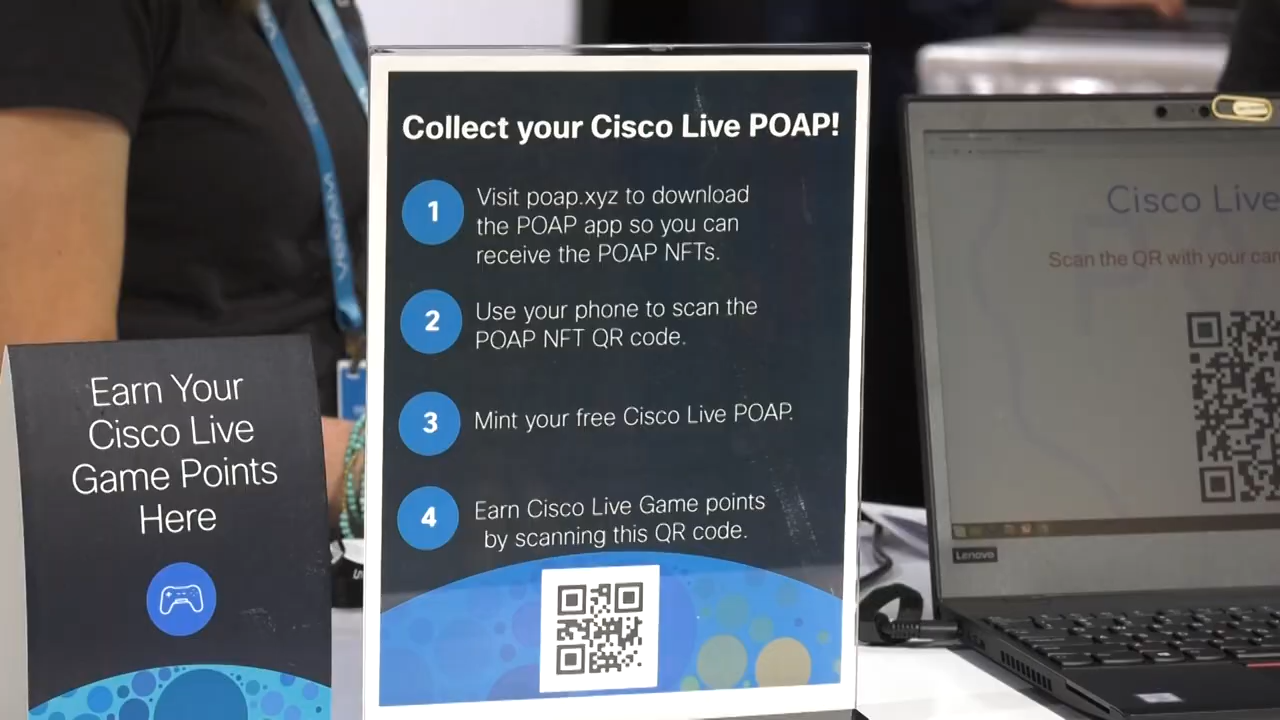 Collect your Cisco Live POAP!
1
Visit poap.xyz to download
the POAP app so you can
receive the POAP NFTs.
2
Use your phone to scan the
POAP NFT QR code.
3
Mint your free Cisco Live POAP.
4
Earn Cisco Live Game points
by scanning this QR code.
Earn Your
Cisco Live
Game Points
Here
Cisco Live
Scan the QR with your
Lenovo